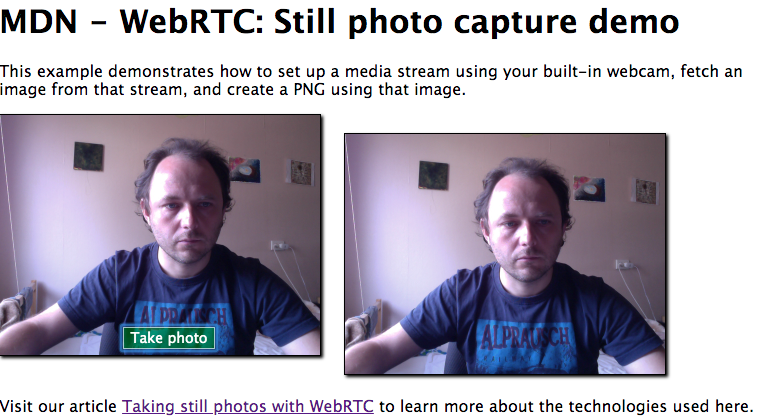 MDN - WebRTC: Still photo capture demo
This example demonstrates how to set up a media stream using your built-in webcam, fetch an
image from that stream, and create a PNG using that image.
ALPRAUSCH
Take photo
ALPRAUSCH
Visit our article Taking still photos with WebRTC to learn more about the technologies used here.